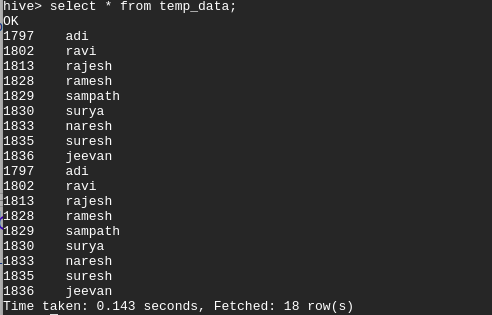 hive> select * from temp_data;
OK
1797 adi
1802 ravi
1813 rajesh
1828 ramesh
1829 sampath
1830 surya
1833 naresh
1835 suresh
1836 jeevan
1797 adi
1802 ravi
1813 rajesh
1828 ramesh
1829 sampath
1830 surya
1833 naresh
1835 suresh
1836 jeevan
Time taken: 0.143 seconds, Fetched: 18 row(s)